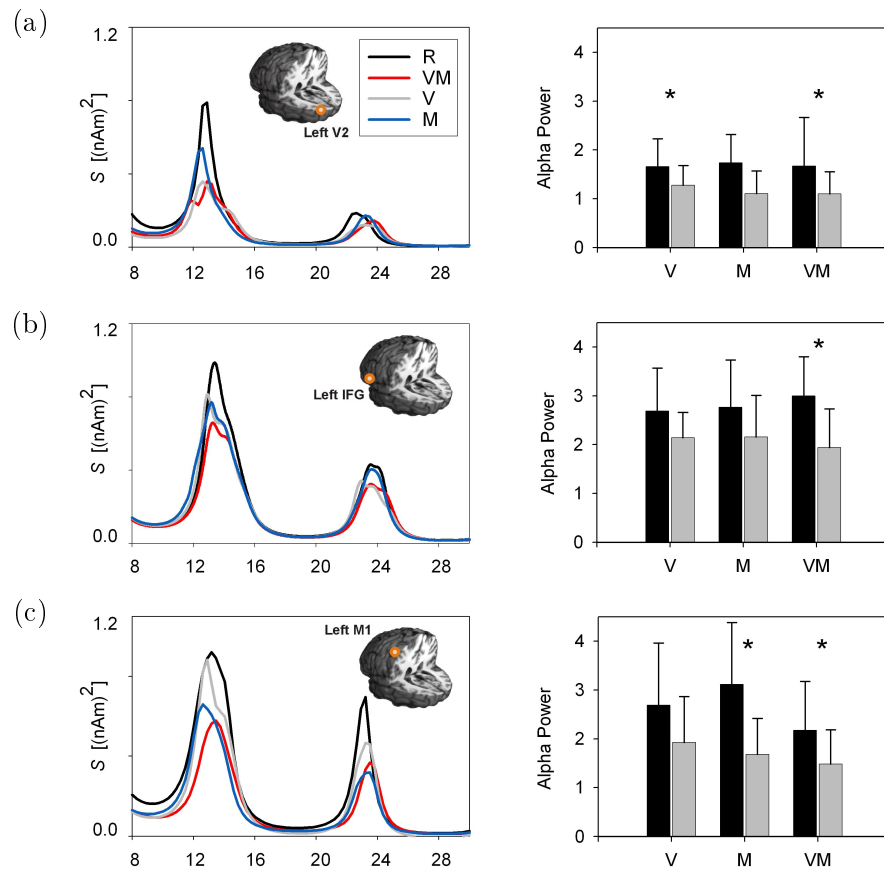 (a)
1.2
S [(nAm)²]
0.0
8 12 16 20 24 28
Left V2
R
VM
V
M
Alpha Power
4
3
2
1
0
* *
V M VM
(b)
1.2
S [(nAm)²]
0.0
8 12 16 20 24 28
Left IFG
Alpha Power
4
3
2
1
0
*
V M VM
(c)
1.2
S [(nAm)²]
0.0
8 12 16 20 24 28
Left M1
Alpha Power
4
3
2
1
0
* *
V M VM